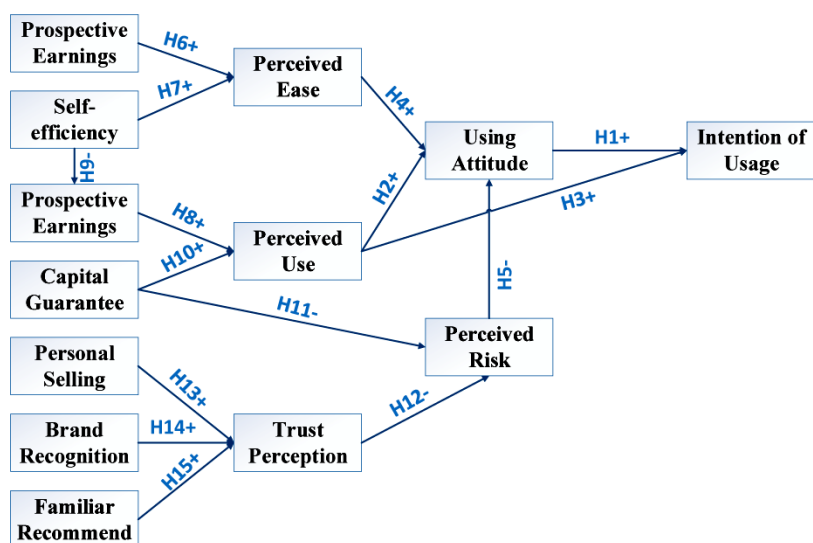 Prospective
Earnings
H6+
Perceived
Ease
H7+
Self-
efficiency
H4+
Using
Attitude
H1+
Intention of
Usage
H9-
H2+
H3+
Prospective
Earnings
H8+
Perceived
Use
H10+
Capital
Guarantee
H11-
H5-
Perceived
Risk
Personal
Selling
H13+
H12-
Brand
Recognition
H14+
Trust
Perception
H15+
Familiar
Recommend